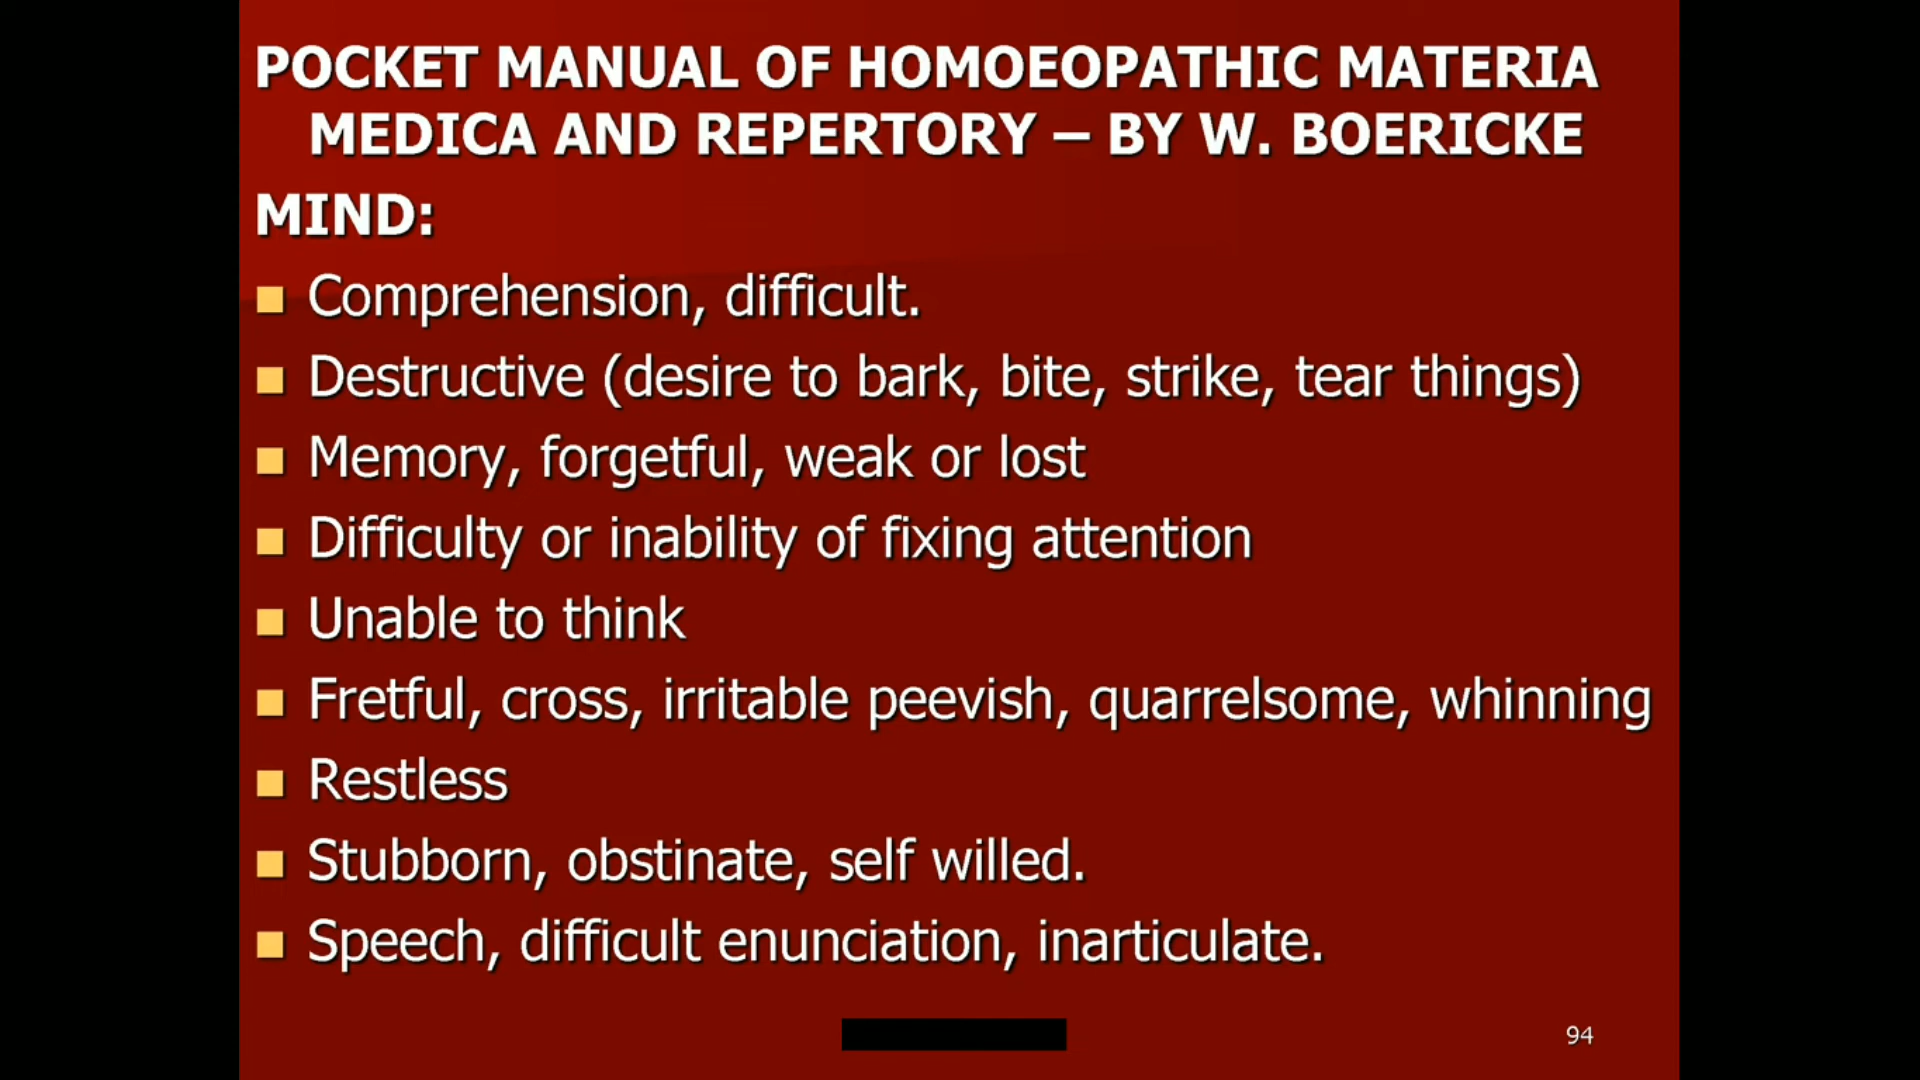 POCKET MANUAL OF HOMOEOPATHIC MATERIA
MEDICA AND REPERTORY – BY W. BOERICKE
MIND:
Comprehension, difficult.
Destructive (desire to bark, bite, strike, tear things)
Memory, forgetful, weak or lost
Difficulty or inability of fixing attention
Unable to think
Fretful, cross, irritable peevish, quarrelsome, whinning
Restless
Stubborn, obstinate, self willed.
Speech, difficult enunciation, inarticulate.
94